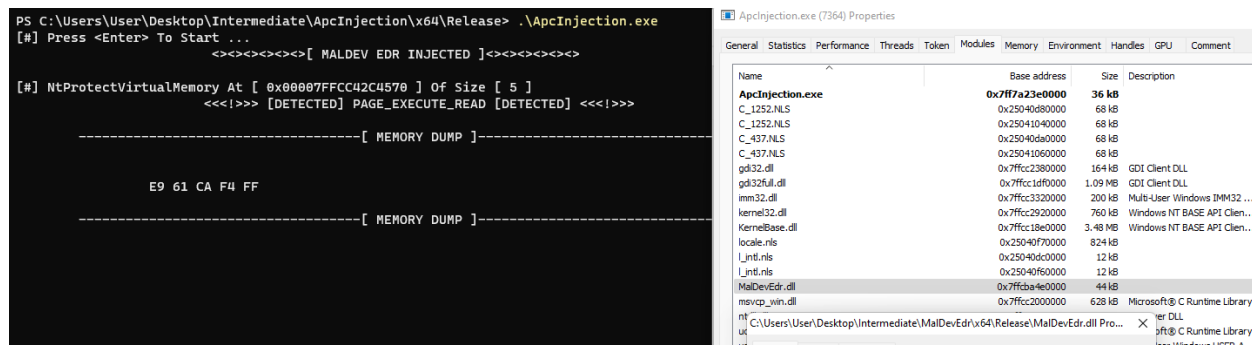 PS C:\Users\User\Desktop\Intermediate\ApcInjection\x64\Release> .\ApcInjection.exe
[#] Press <Enter> To Start ...
<><><><><><>[ MALDEV EDR INJECTED ]<><><><><><>
[#] NtProtectVirtualMemory At [ 0x00007FFCC42C4570 ] Of Size [ 5 ]
<<<!>>> [DETECTED] PAGE_EXECUTE_READ [DETECTED] <<<!>>>
------------------------------------[ MEMORY DUMP ]------------------------------
E9 61 CA F4 FF
------------------------------------[ MEMORY DUMP ]------------------------------
ApcInjection.exe (7364) Properties
General Statistics Performance Threads Token Modules Memory Environment Handles GPU Comment
Name Base address Size Description
ApcInjection.exe 0x7ff7a23e0000 36 kB
C_1252.NLS 0x25040d80000 68 kB
C_1252.NLS 0x25041040000 68 kB
C_437.NLS 0x25040da0000 68 kB
C_437.NLS 0x25041060000 68 kB
gdi32.dll 0x7ffcc2380000 164 kB GDI Client DLL
gdi32full.dll 0x7ffcc1df0000 1.09 MB GDI Client DLL
imm32.dll 0x7ffcc3320000 200 kB Multi-User Windows IMM32 ...
kernel32.dll 0x7ffcc2920000 760 kB Windows NT BASE API Clien...
KernelBase.dll 0x7ffcc18e0000 3.48 MB Windows NT BASE API Clien...
locale.nls 0x25040f70000 824 kB
l_intl.nls 0x25040dc0000 12 kB
l_intl.nls 0x25040f60000 12 kB
MalDevEdr.dll 0x7ffcba4e0000 44 kB
msvcp_win.dll 0x7ffcc2000000 628 kB Microsoft® C Runtime Library
C:\Users\User\Desktop\Intermediate\MalDevEdr\x64\Release\MalDevEdr.dll Pro...